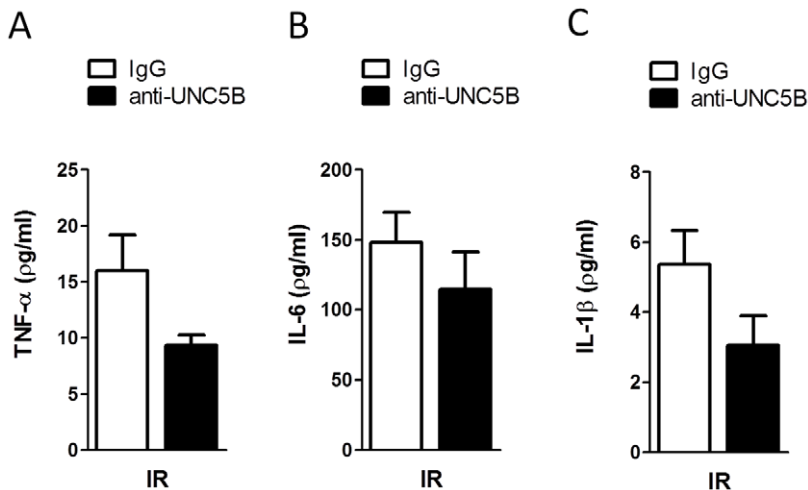 A
IgG
anti-UNC5B
TNF-α (ρg/ml)
25
20
15
10
5
0
IR
B
IgG
anti-UNC5B
IL-6 (ρg/ml)
200
150
100
50
0
IR
C
IgG
anti-UNC5B
IL-1β (ρg/ml)
8
6
4
2
0
IR